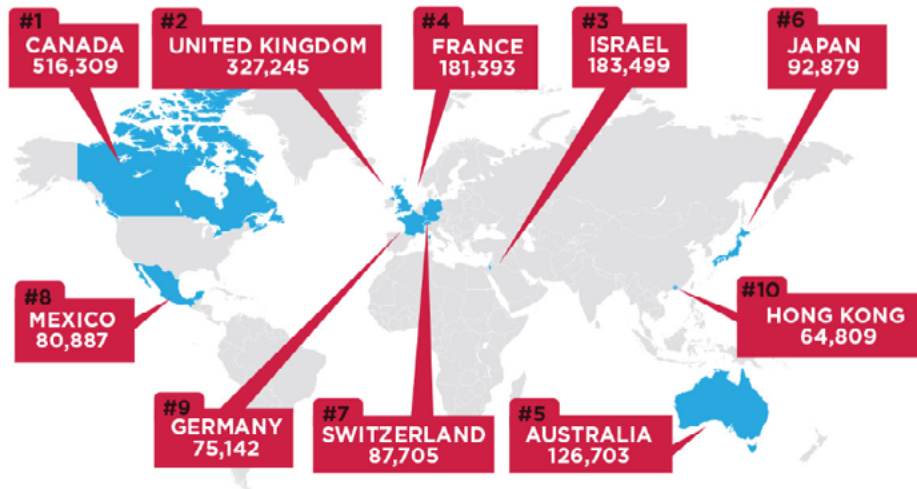 #1
CANADA
516,309
#2
UNITED KINGDOM
327,245
#4
FRANCE
181,393
#3
ISRAEL
183,499
#6
JAPAN
92,879
#8
MEXICO
80,887
#10
HONG KONG
64,809
#9
GERMANY
75,142
#7
SWITZERLAND
87,705
#5
AUSTRALIA
126,703